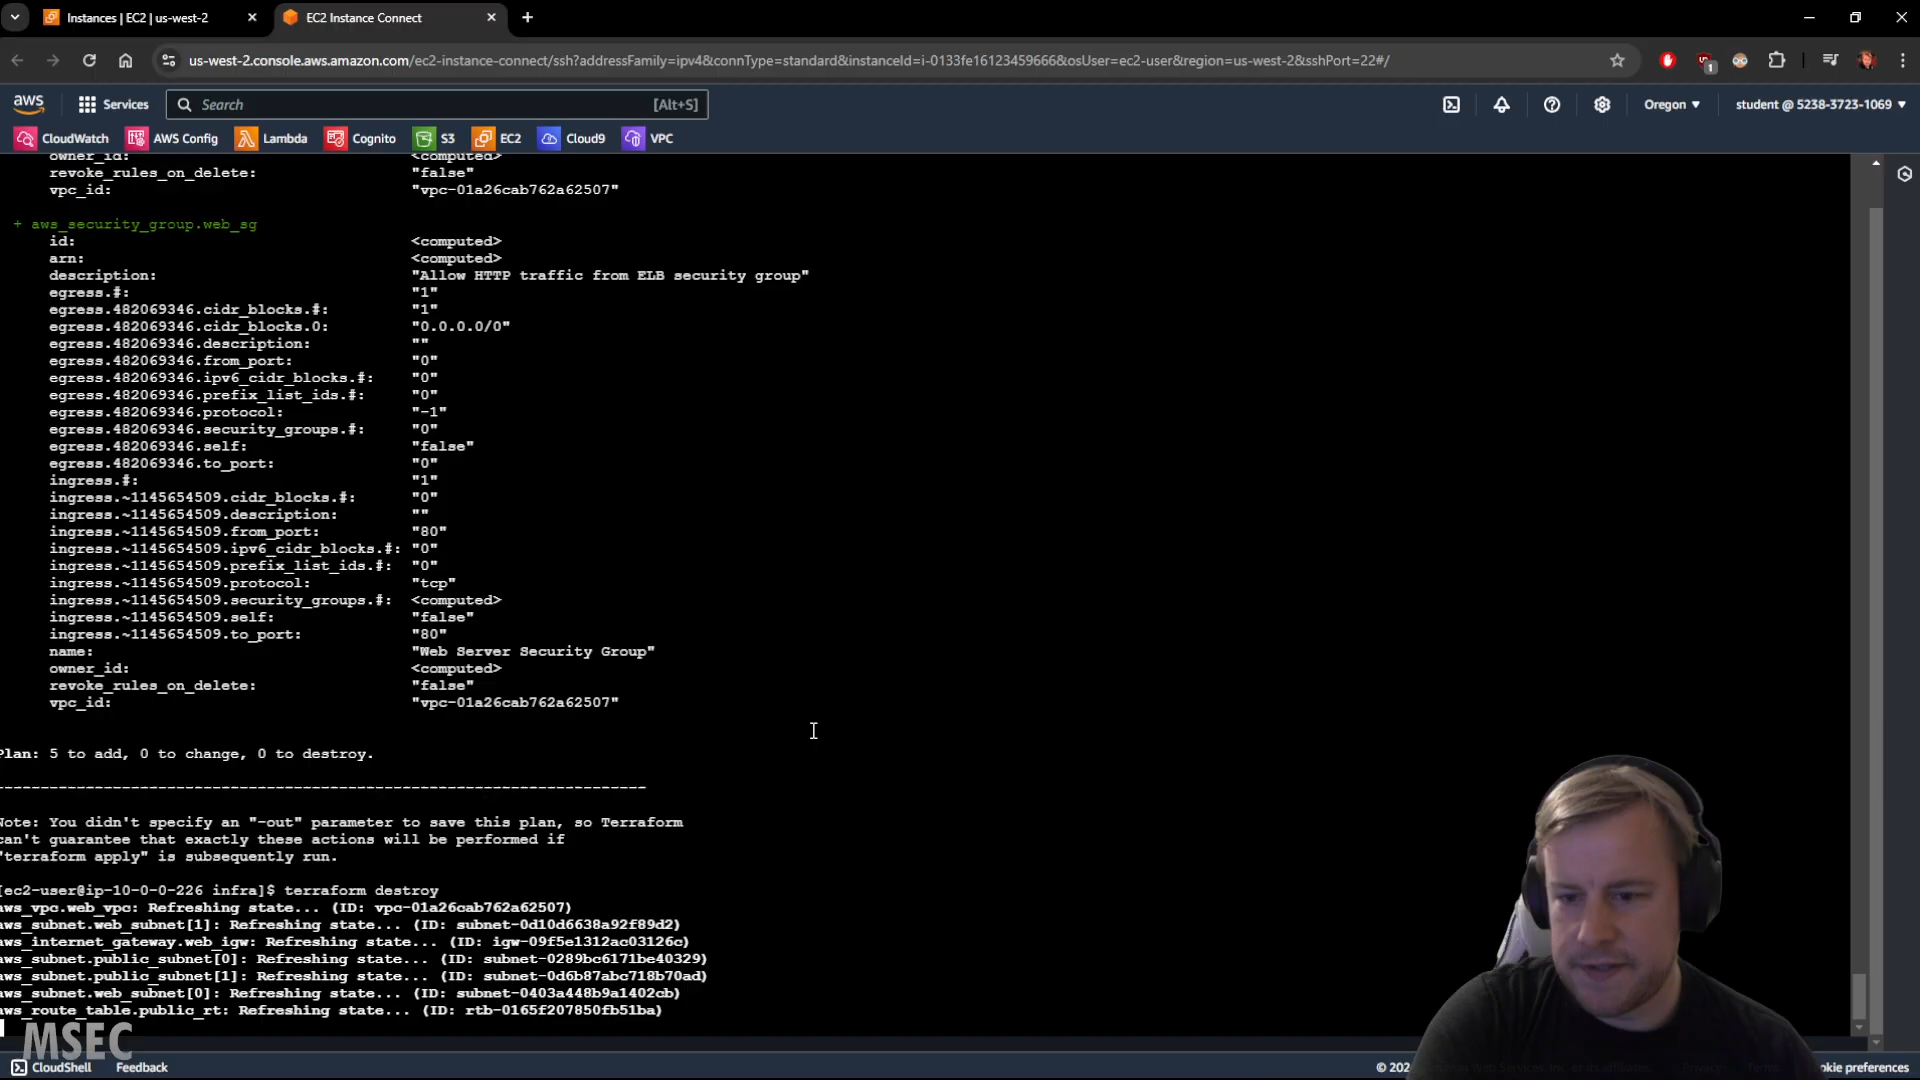 Instances | EC2 | us-west-2
EC2 Instance Connect
us-west-2.console.aws.amazon.com/ec2-instance-connect/ssh?addressFamily=ipv4&connType=standard&instanceId=i-0133fe16123459666&osUser=ec2-user&region=us-west-2&sshPort=22#/
1
aws
Services
Search
[Alt+S]
Oregon
student @ 5238-3723-1069
CloudWatch
AWS Config
Lambda
Cognito
S3
EC2
Cloud9
VPC
owner_id: <computed>
revoke_rules_on_delete: "false"
vpc_id: "vpc-01a26cab762a62507"
+ aws_security_group.web_sg
id: <computed>
arn: <computed>
description: "Allow HTTP traffic from ELB security group"
egress.#: "1"
egress.482069346.cidr_blocks.#: "1"
egress.482069346.cidr_blocks.0: "0.0.0.0/0"
egress.482069346.description: ""
egress.482069346.from_port: "0"
egress.482069346.ipv6_cidr_blocks.#: "0"
egress.482069346.prefix_list_ids.#: "0"
egress.482069346.protocol: "-1"
egress.482069346.security_groups.#: "0"
egress.482069346.self: "false"
egress.482069346.to_port: "0"
ingress.#: "1"
ingress.~1145654509.cidr_blocks.#: "0"
ingress.~1145654509.description: ""
ingress.~1145654509.from_port: "80"
ingress.~1145654509.ipv6_cidr_blocks.#: "0"
ingress.~1145654509.prefix_list_ids.#: "0"
ingress.~1145654509.protocol: "tcp"
ingress.~1145654509.security_groups.#: <computed>
ingress.~1145654509.self: "false"
ingress.~1145654509.to_port: "80"
name: "Web Server Security Group"
owner_id: <computed>
revoke_rules_on_delete: "false"
vpc_id: "vpc-01a26cab762a62507"
Plan: 5 to add, 0 to change, 0 to destroy.
------------------------------------------------------------------------
Note: You didn't specify an "-out" parameter to save this plan, so Terraform
can't guarantee that exactly these actions will be performed if
"terraform apply" is subsequently run.
[ec2-user@ip-10-0-0-226 infra]$ terraform destroy
aws_vpc.web_vpc: Refreshing state... (ID: vpc-01a26cab762a62507)
aws_subnet.web_subnet[1]: Refreshing state... (ID: subnet-0d10d6638a92f89d2)
aws_internet_gateway.web_igw: Refreshing state... (ID: igw-09f5e1312ac03126c)
aws_subnet.public_subnet[0]: Refreshing state... (ID: subnet-0289bc6171be40329)
aws_subnet.public_subnet[1]: Refreshing state... (ID: subnet-0d6b87abc718b70ad)
aws_subnet.web_subnet[0]: Refreshing state... (ID: subnet-0403a448b9a1402cb)
aws_route_table.public_rt: Refreshing state... (ID: rtb-0165f207850fb51ba)
MSEC
CloudShell
Feedback
© 202
okie preferences